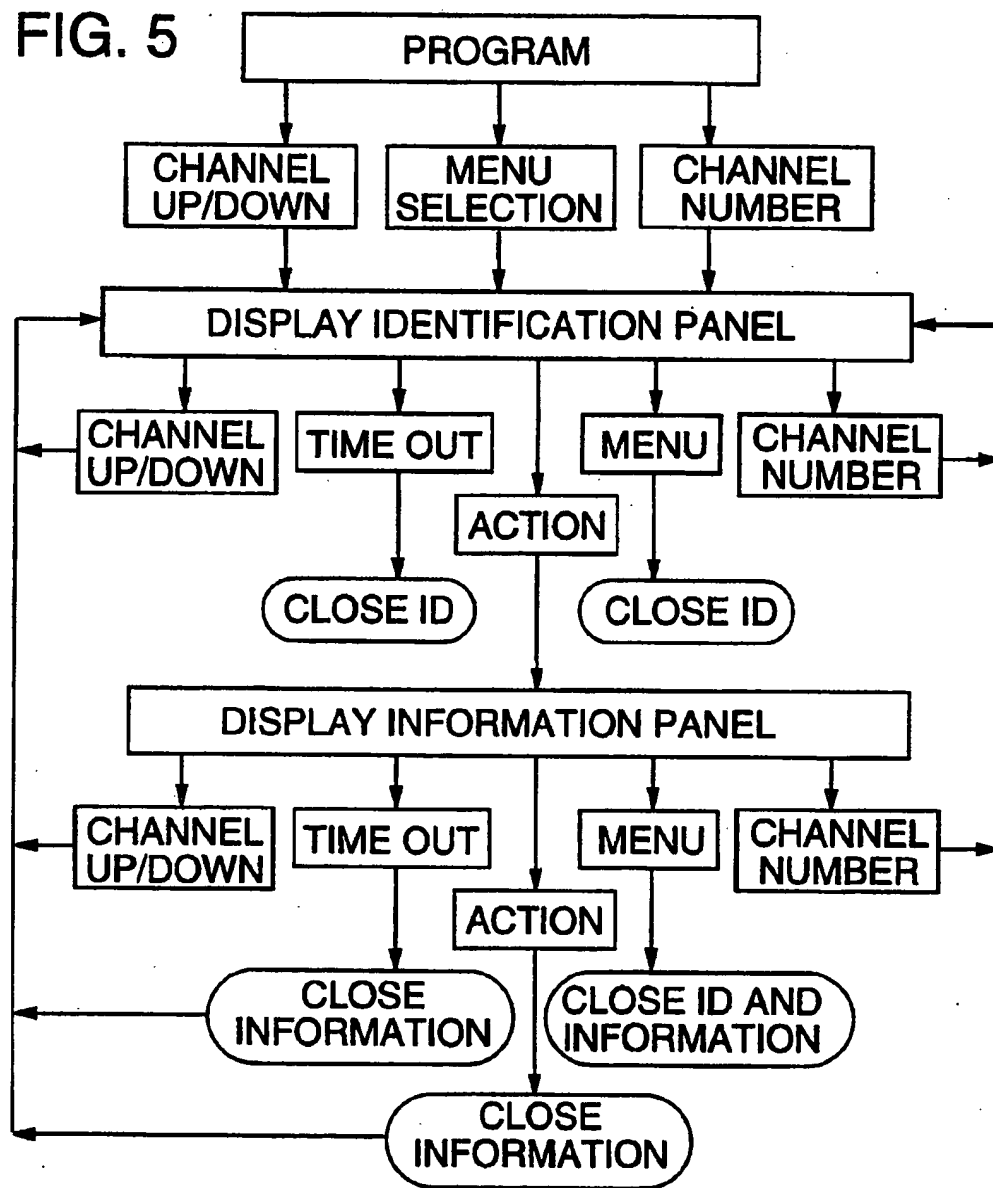 FIG. 5
PROGRAM
CHANNEL
UP/DOWN
MENU
SELECTION
CHANNEL
NUMBER
DISPLAY IDENTIFICATION PANEL
CHANNEL
UP/DOWN
TIME OUT
ACTION
MENU
CHANNEL
NUMBER
CLOSE ID
CLOSE ID
DISPLAY INFORMATION PANEL
CHANNEL
UP/DOWN
TIME OUT
ACTION
MENU
CHANNEL
NUMBER
CLOSE
INFORMATION
CLOSE ID AND
INFORMATION
CLOSE
INFORMATION